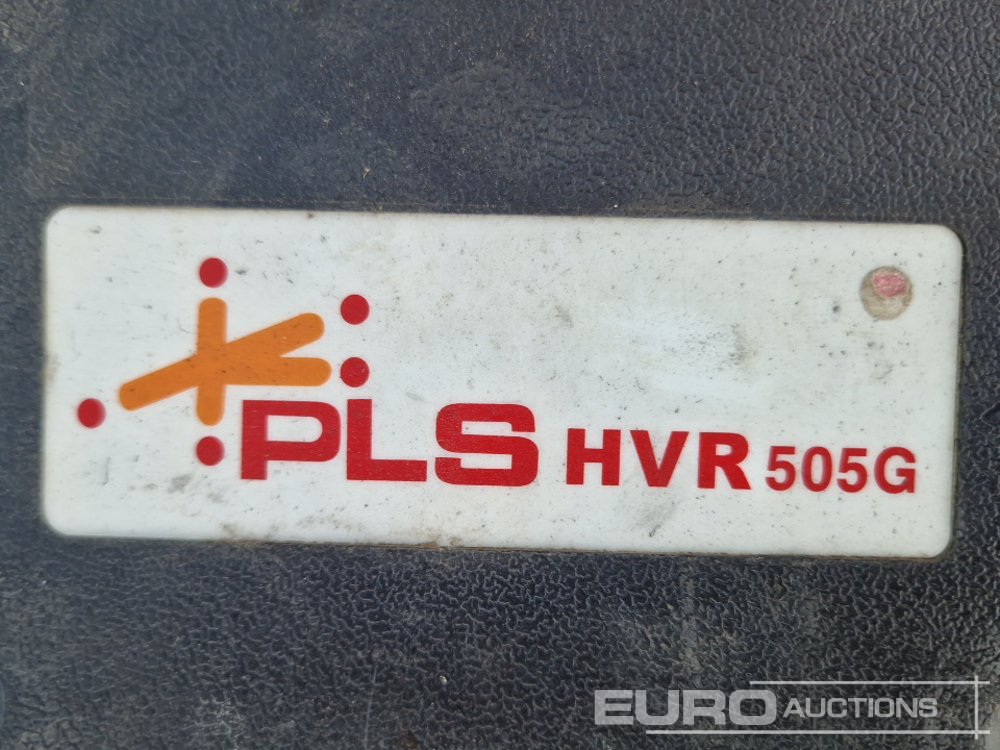 PLS HVR 505G
EURO AUCTIONS